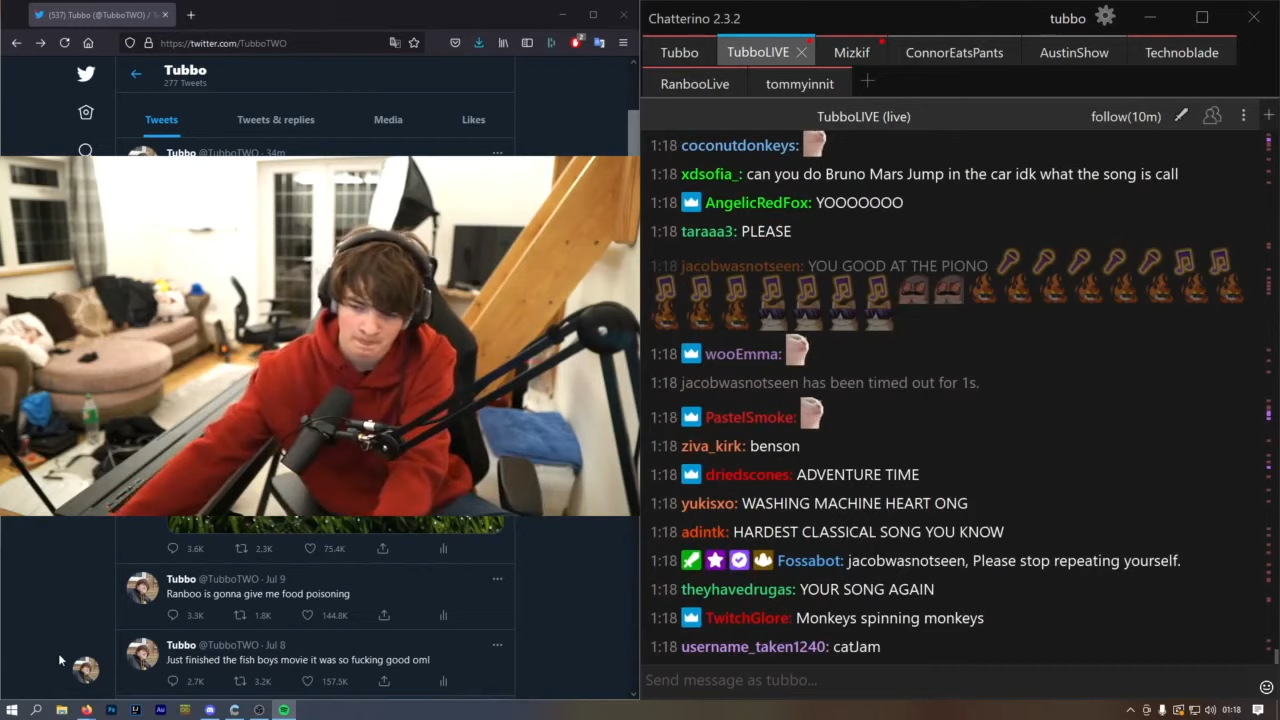 (537) Tubbo (@TubboTWO) / T
https://twitter.com/TubboTWO
2
Tubbo
277 Tweets
Tweets
Tweets & replies
Media
Likes
Tubbo @TubboTWO · 34m
3.6K
2.3K
75.4K
Tubbo @TubboTWO · Jul 9
Ranboo is gonna give me food poisoning
3.3K
1.8K
144.8K
Tubbo @TubboTWO · Jul 8
Just finished the fish boys movie it was so fucking good oml
2.7K
3.2K
157.5K
Chatterino 2.3.2
tubbo
Tubbo
TubboLIVE
Mizkif
ConnorEatsPants
AustinShow
Technoblade
RanbooLive
tommyinnit
TubboLIVE (live)
follow(10m)
1:18 coconutdonkeys:
1:18 xdsofia_: can you do Bruno Mars Jump in the car idk what the song is call
1:18 AngelicRedFox: YOOOOOOO
1:18 taraaa3: PLEASE
1:18 jacobwasnotseen: YOU GOOD AT THE PIONO
1:18 wooEmma:
1:18 jacobwasnotseen has been timed out for 1s.
1:18 PastelSmoke:
1:18 ziva_kirk: benson
1:18 driedscones: ADVENTURE TIME
1:18 yukisxo: WASHING MACHINE HEART ONG
1:18 adintk: HARDEST CLASSICAL SONG YOU KNOW
1:18 Fossabot: jacobwasnotseen, Please stop repeating yourself.
1:18 theyhavedrugas: YOUR SONG AGAIN
1:18 TwitchGlore: Monkeys spinning monkeys
1:18 username_taken1240: catJam
Send message as tubbo...
Ps
Au
01:18